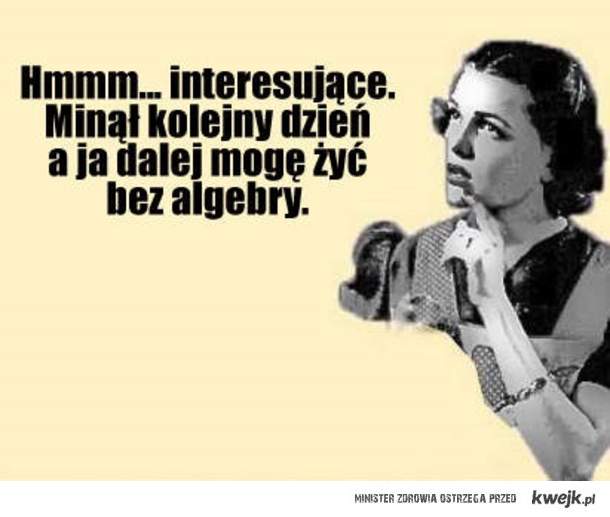 Hmmm... interesujące.
Minął kolejny dzień
a ja dalej mogę żyć
bez algebry.
MINISTER ZDROWIA OSTRZEGA PRZED kwejk.pl